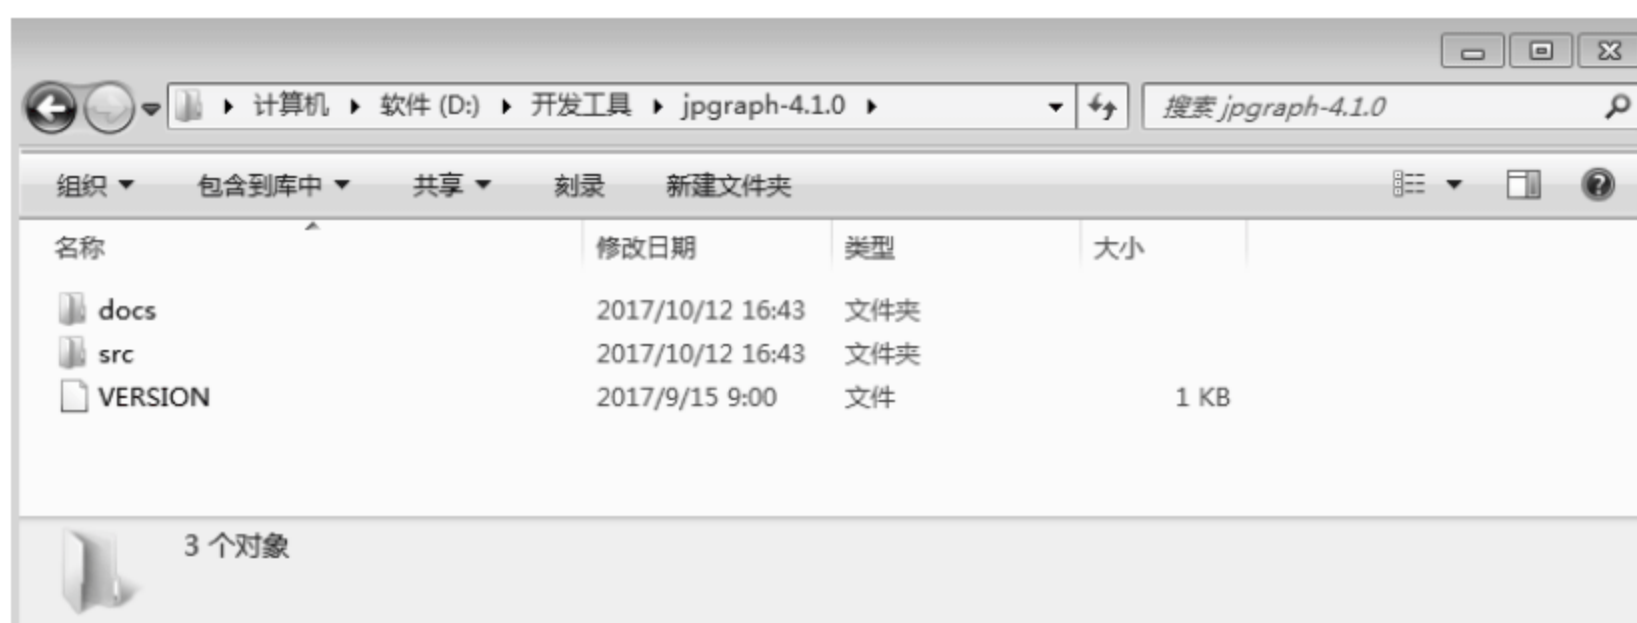 计算机 软件 (D:) 开发工具 jpgraph-4.1.0 搜索 jpgraph-4.1.0
组织 包含到库中 共享 刻录 新建文件夹
名称 修改日期 类型 大小
docs 2017/10/12 16:43 文件夹
src 2017/10/12 16:43 文件夹
VERSION 2017/9/15 9:00 文件 1 KB
3 个对象